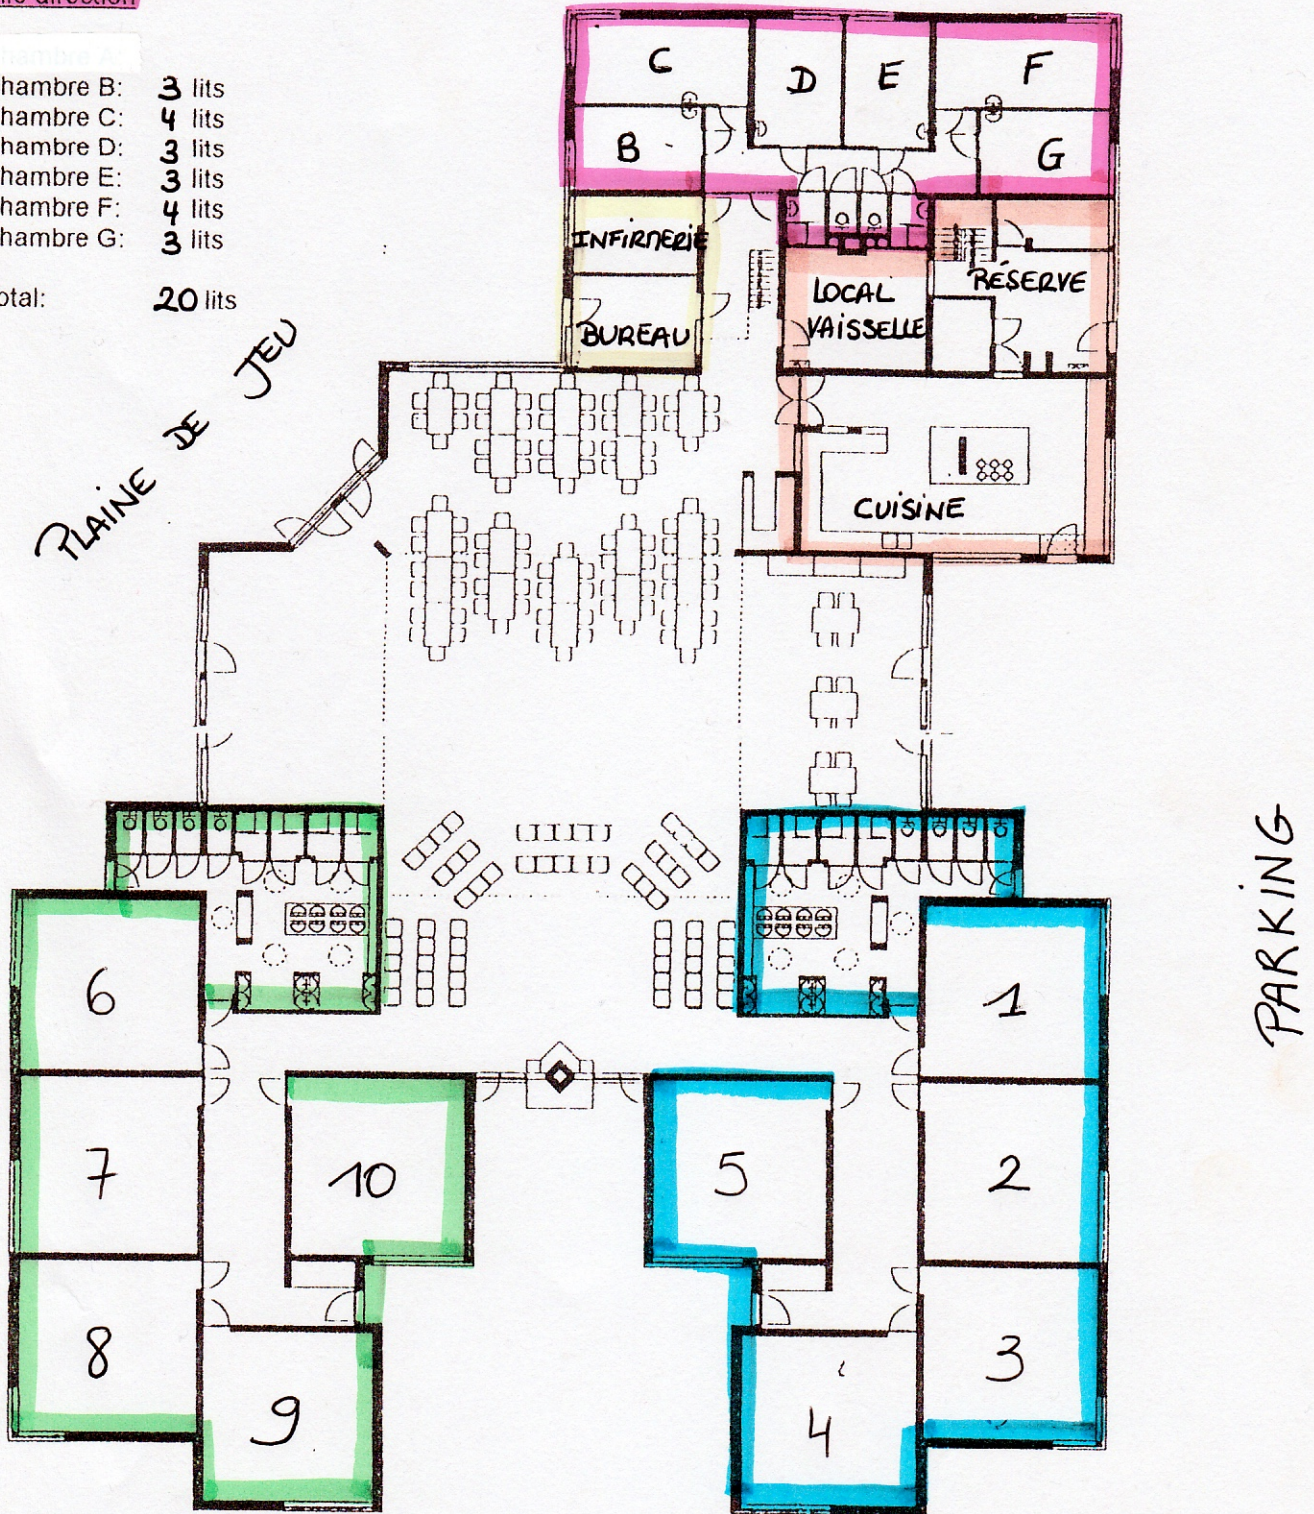 hambre A:
hambre B: 3 lits
hambre C: 4 lits
hambre D: 3 lits
hambre E: 3 lits
hambre F: 4 lits
hambre G: 3 lits
otal: 20 lits
C
D
E
F
B
G
INFIRMERIE
BUREAU
LOCAL
VAISSELLE
RÉSERVE
CUISINE
PLAINE DE JEU
PARKING
6
1
7
10
5
2
8
3
9
4